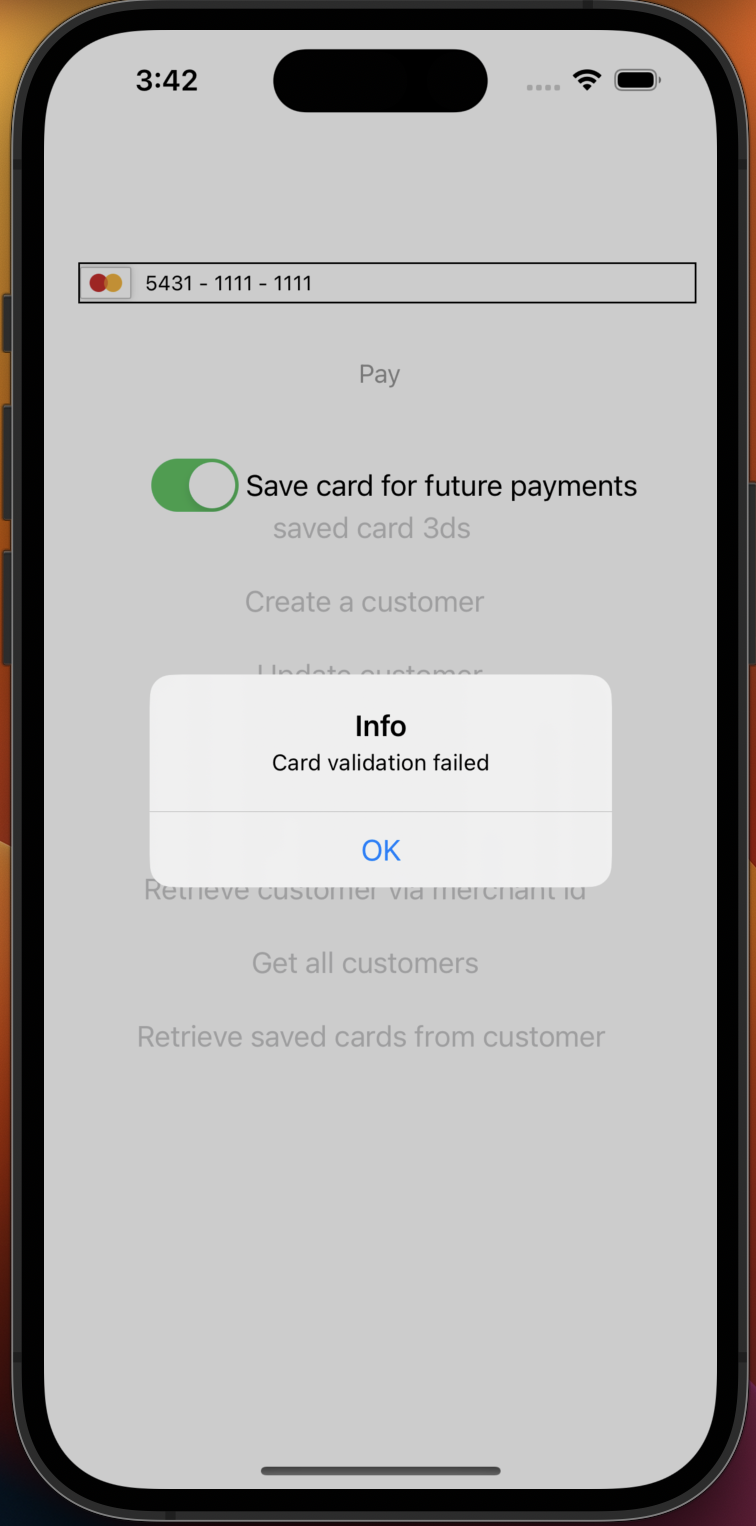 3:42
5431 - 1111 - 1111
Pay
Save card for future payments
saved card 3ds
Create a customer
Update customer
Info
Card validation failed
OK
Retrieve customer via merchant id
Get all customers
Retrieve saved cards from customer